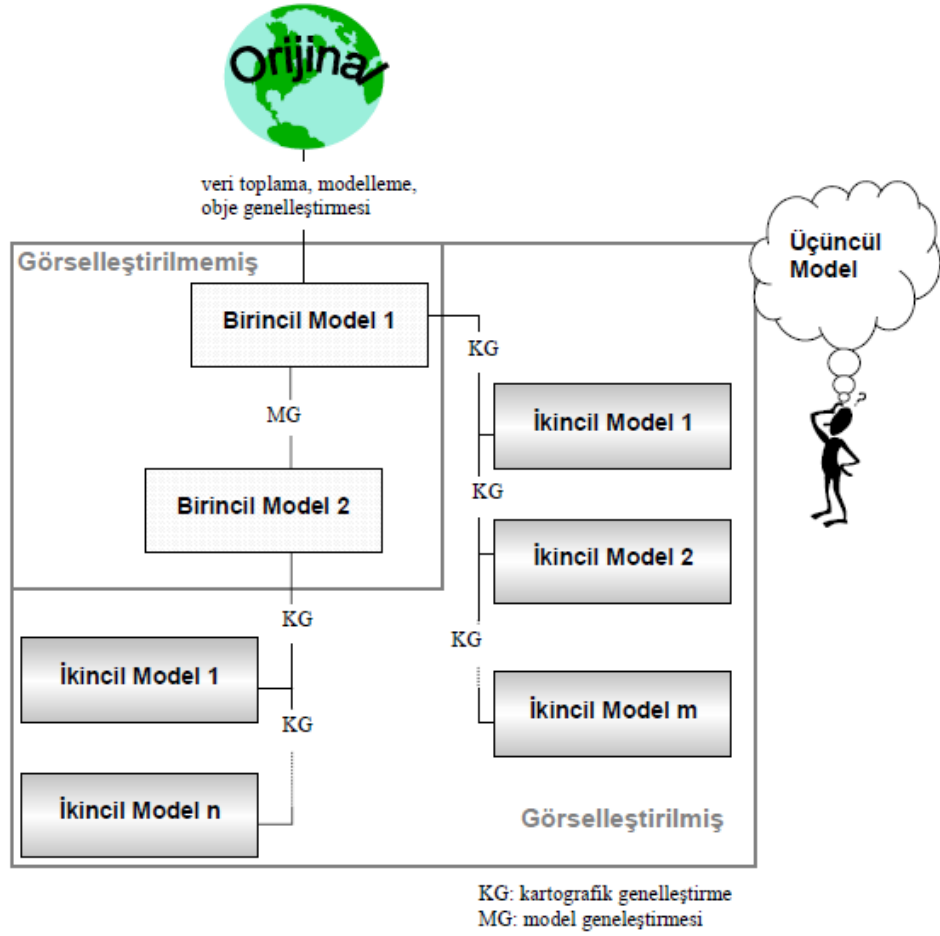 Orijinal
veri toplama, modelleme,
obje genelleştirmesi
Görselleştirilmemiş
Birincil Model 1
MG
Birincil Model 2
KG
İkincil Model 1
KG
İkincil Model n
KG
İkincil Model 1
KG
İkincil Model 2
KG
İkincil Model m
Görselleştirilmiş
Üçüncül
Model
?
KG: kartografik genelleştirme
MG: model geneleştirmesi